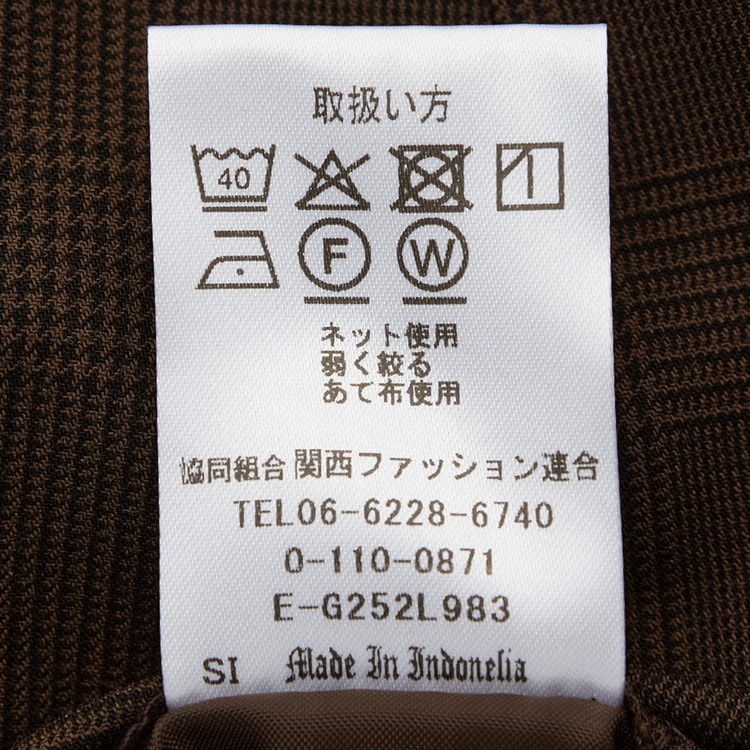 取扱い方
40
F W
ネット使用
弱く絞る
あて布使用
協同組合 関西ファッション連合
TEL06-6228-6740
0-110-0871
E-G252L983
SI Made In Indonelia